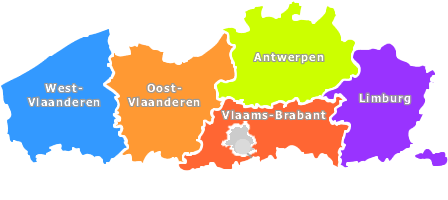 Antwerpen
West-
Vlaanderen
Oost-
Vlaanderen
Limburg
Vlaams-Brabant